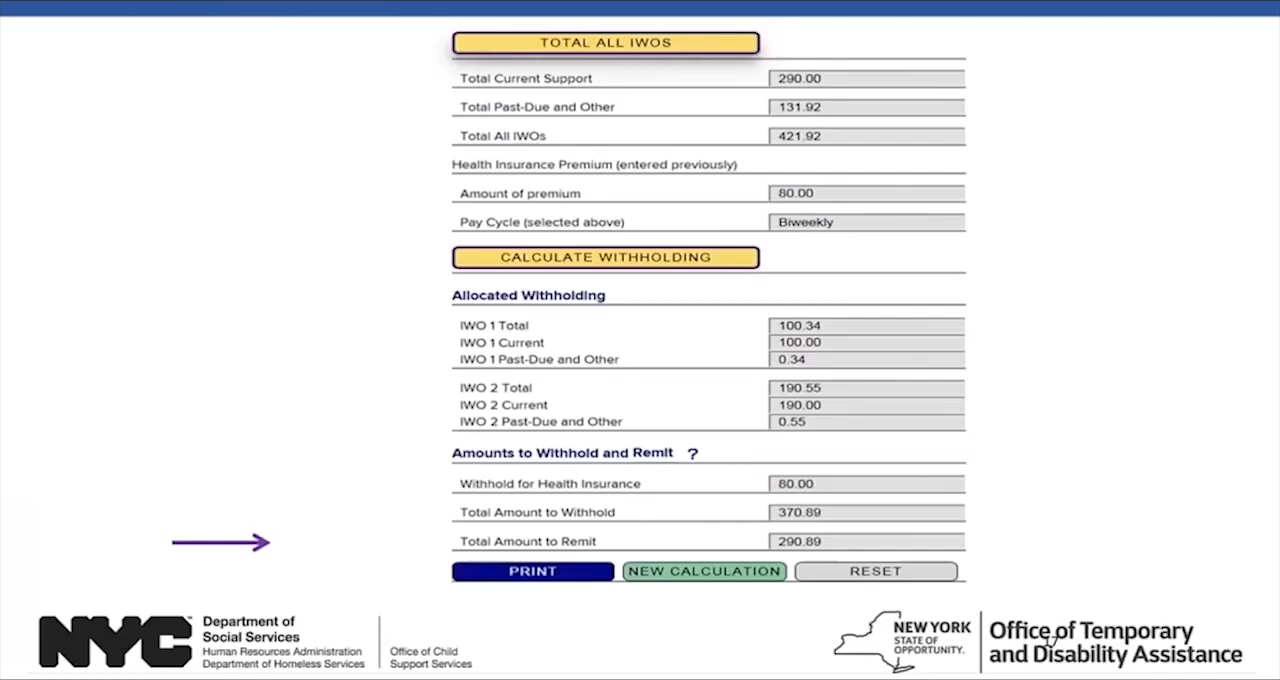 TOTAL ALL IWOS
Total Current Support 290.00
Total Past-Due and Other 131.92
Total All IWOs 421.92
Health Insurance Premium (entered previously)
Amount of premium 80.00
Pay Cycle (selected above) Biweekly
CALCULATE WITHHOLDING
Allocated Withholding
IWO 1 Total 100.34
IWO 1 Current 100.00
IWO 1 Past-Due and Other 0.34
IWO 2 Total 190.55
IWO 2 Current 190.00
IWO 2 Past-Due and Other 0.55
Amounts to Withhold and Remit ?
Withhold for Health Insurance 80.00
Total Amount to Withhold 370.89
Total Amount to Remit 290.89
PRINT NEW CALCULATION RESET
NYC
Department of
Social Services
Human Resources Administration
Department of Homeless Services
Office of Child
Support Services
NEW YORK
STATE OF
OPPORTUNITY.
Office of Temporary
and Disability Assistance